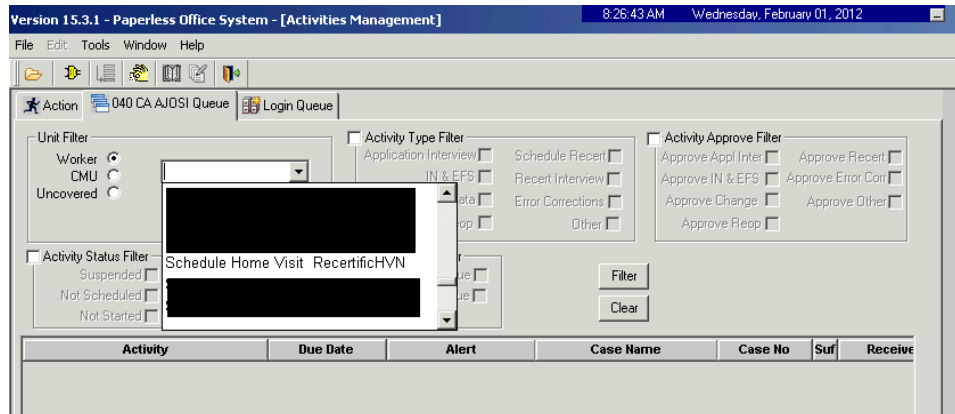 Version 15.3.1 - Paperless Office System - [Activities Management] 8:26:43 AM Wednesday, February 01, 2012
File Edit Tools Window Help
Action 040 CA AJOSI Queue Login Queue
Unit Filter Activity Type Filter Activity Approve Filter
Worker Application Interview Schedule Recert Approve Appl Inter Approve Recert
CMU IN & EFS Recert Interview Approve IN & EFS Approve Error Corr
Uncovered ata Error Corrections Approve Change Approve Other
eop Other Approve Reop
Activity Status Filter Schedule Home Visit RecertificHVN r
Suspended ue Filter
Not Scheduled ue
Not Started Clear
Activity Due Date Alert Case Name Case No Suf Receive